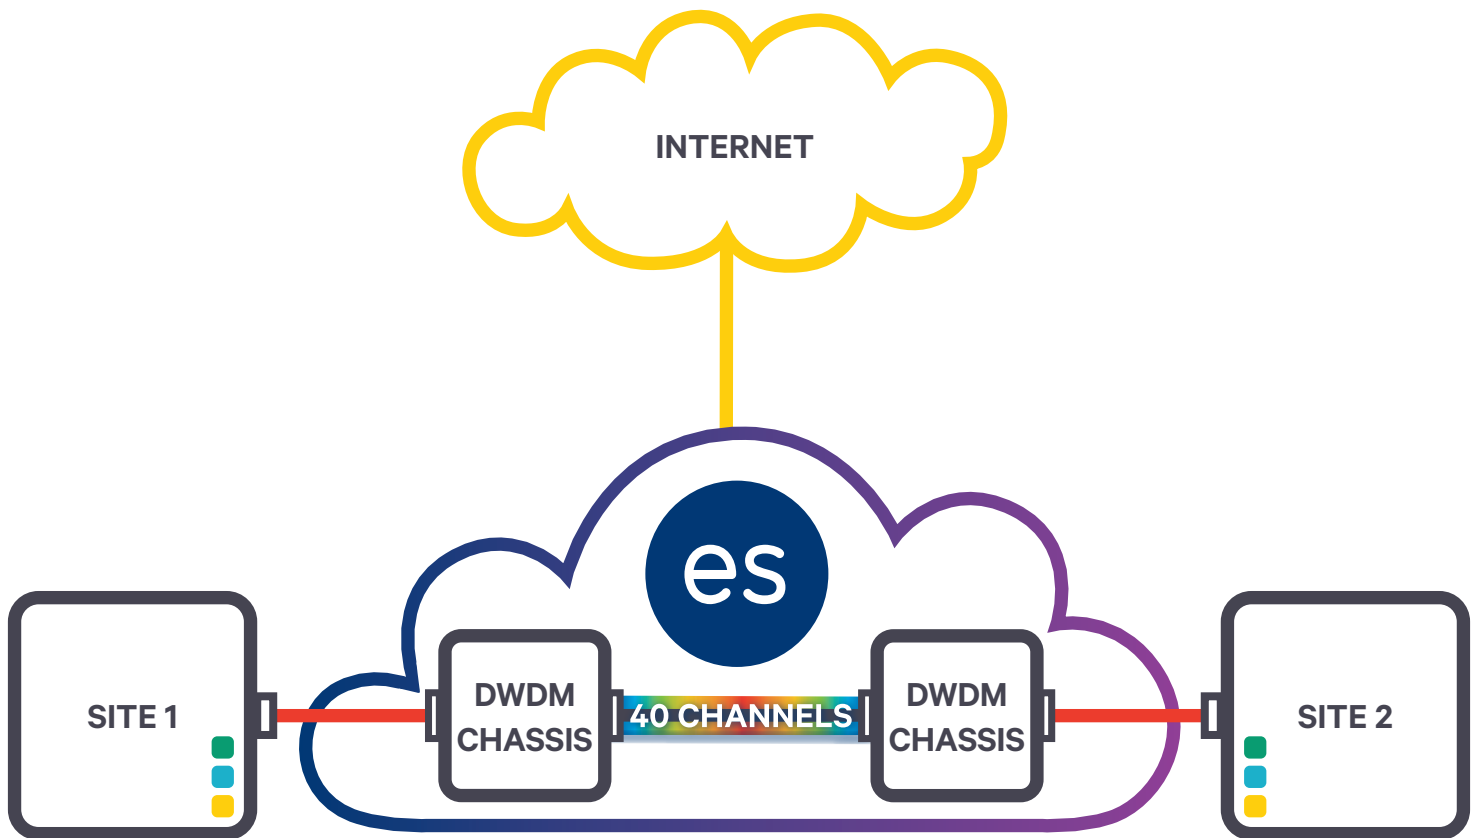 INTERNET
es
SITE 1
DWDM
CHASSIS
40 CHANNELS
DWDM
CHASSIS
SITE 2